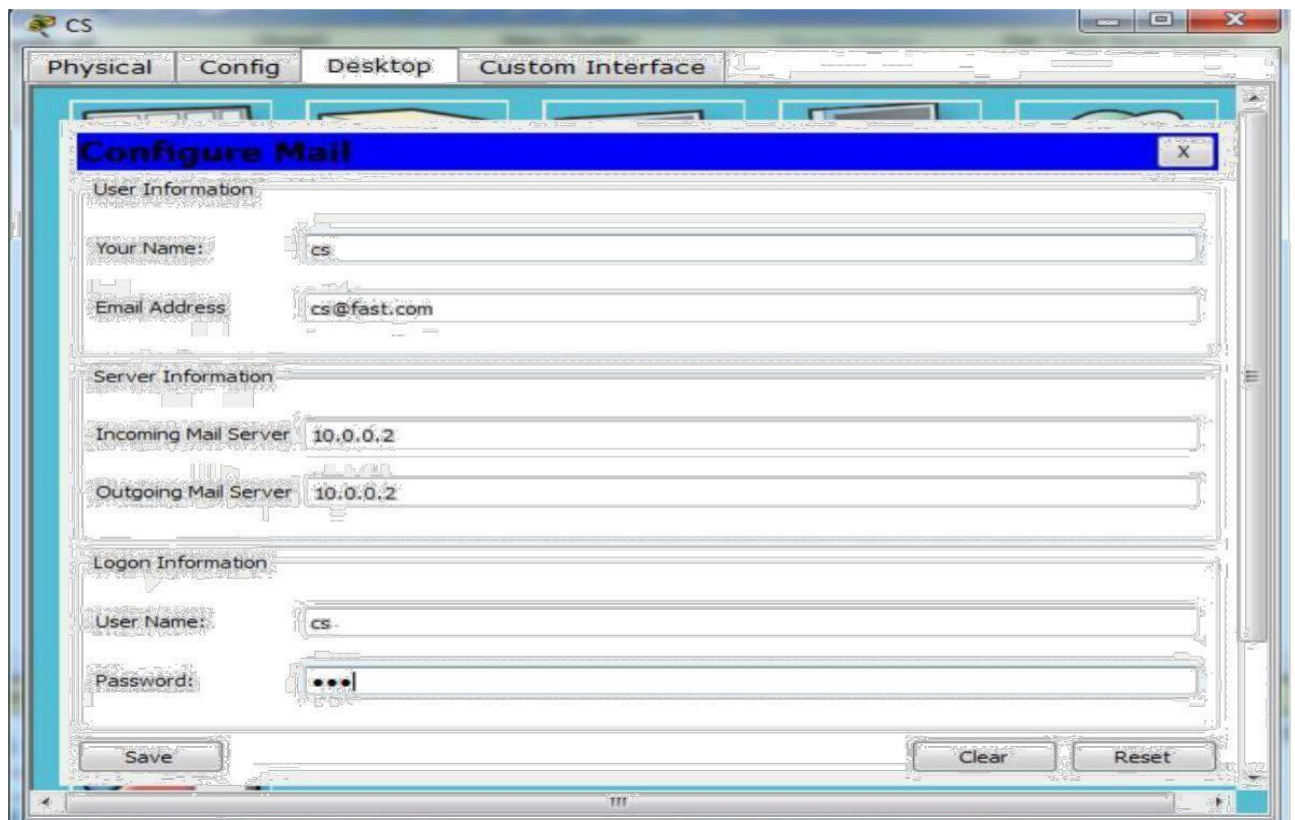 CS
Physical Config Desktop Custom Interface
Configure Mail X
User Information
Your Name: cs
Email Address cs@fast.com
Server Information
Incoming Mail Server 10.0.0.2
Outgoing Mail Server 10.0.0.2
Logon Information
User Name: cs
Password: •••
Save Clear Reset